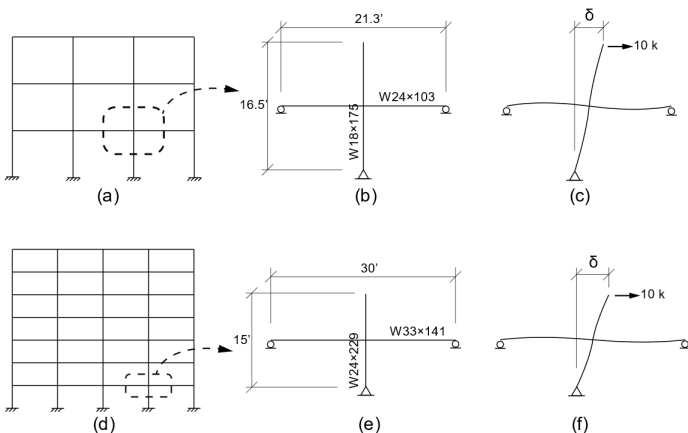 21.3'
δ
10 k
16.5'
W24×103
W18×175
(a)
(b)
(c)
30'
δ
10 k
15'
W33×141
W24×229
(d)
(e)
(f)